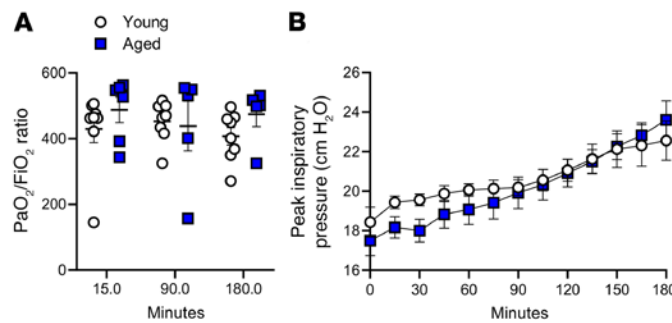 A
Young
Aged
PaO2/FiO2 ratio
600
400
200
0
15.0
90.0
180.0
Minutes
B
Peak inspiratory
pressure (cm H2O)
26
24
22
20
18
16
0
30
60
90
120
150
180
Minutes